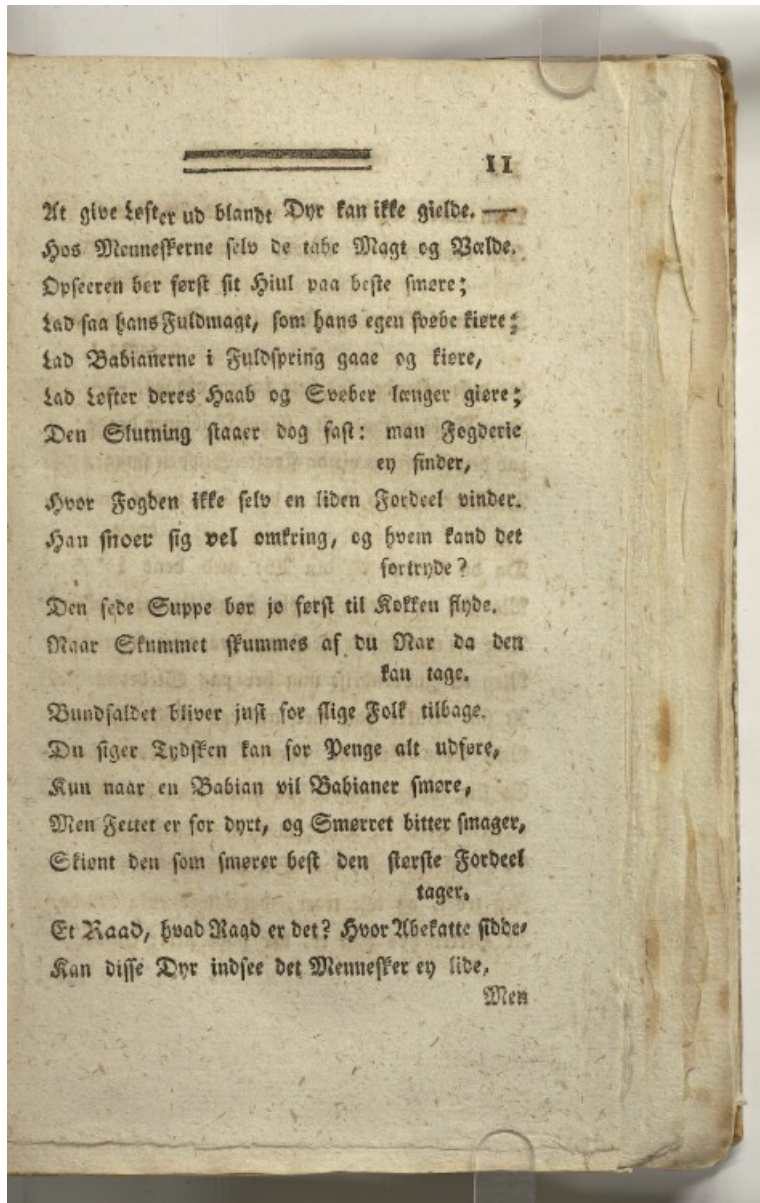 11
At give Løfter ud blandt Dyr kan ikke gielde. —
Hos Menneskerne selv de tabe Magt og Vælde.
Opseeren bør først sit Hiul paa beste smøre;
Lad saa hans Fuldmagt, som hans egen svøbe kiøre;
Lad Babianerne i Fuldspring gaae og kiøre,
Lad Løfter deres Haab og Svøber længer giøre;
Den Slutning staaer dog fast: man Fogderie
ey finder,
Hvor Fogden ikke selv en liden Fordeel vinder.
Han snoer sig vel omkring, og hvem kand det
fortryde?
Den søde Suppe bør jo først til Kokken flyde.
Naar Skummet skummes af du Nar da den
kan tage.
Bundfaldet bliver just for slige Folk tilbage.
Du siger Tydsken kan for Penge alt udføre,
Kun naar en Babian vil Babianer smøre,
Men Fettet er for dyrt, og Smørret bitter smager,
Skiønt den som smører best den største Fordeel
tager.
Et Raad, hvad Raad er det? Hvor Abekatte sidde,
Kan disse Dyr indsee det Mennesker ey lide,
Men